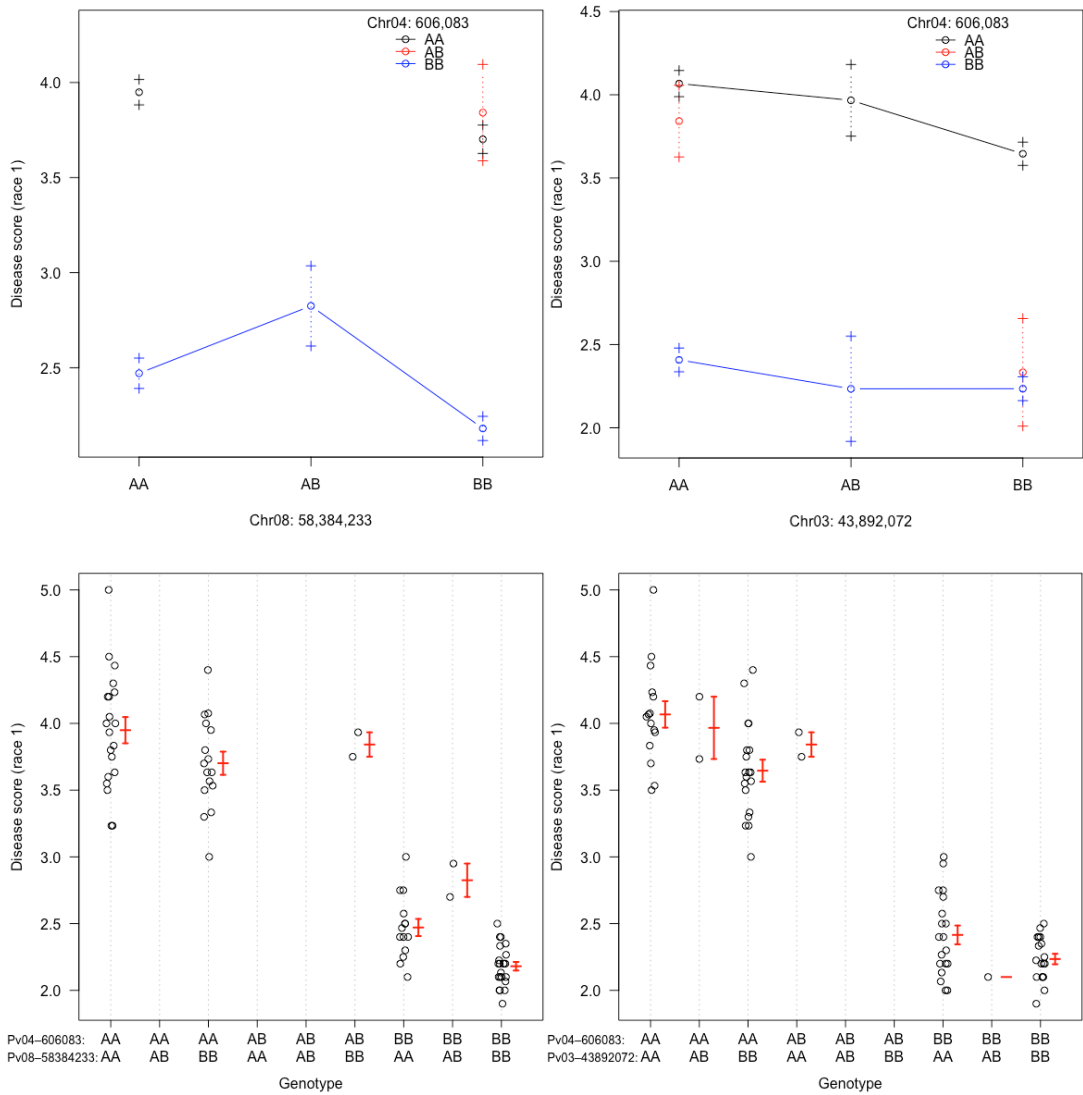 Chr04: 606,083
AA
AB
BB
4.0
3.5
3.0
2.5
Disease score (race 1)
AA AB BB
Chr08: 58,384,233
Chr04: 606,083
AA
AB
BB
4.5
4.0
3.5
3.0
2.5
2.0
Disease score (race 1)
AA AB BB
Chr03: 43,892,072
5.0
4.5
4.0
3.5
3.0
2.5
2.0
Disease score (race 1)
Pv04–606083: AA AA AA AB AB AB BB BB BB
Pv08–58384233: AA AB BB AA AB BB AA AB BB
Genotype
5.0
4.5
4.0
3.5
3.0
2.5
2.0
Disease score (race 1)
Pv04–606083: AA AA AA AB AB AB BB BB BB
Pv03–43892072: AA AB BB AA AB BB AA AB BB
Genotype